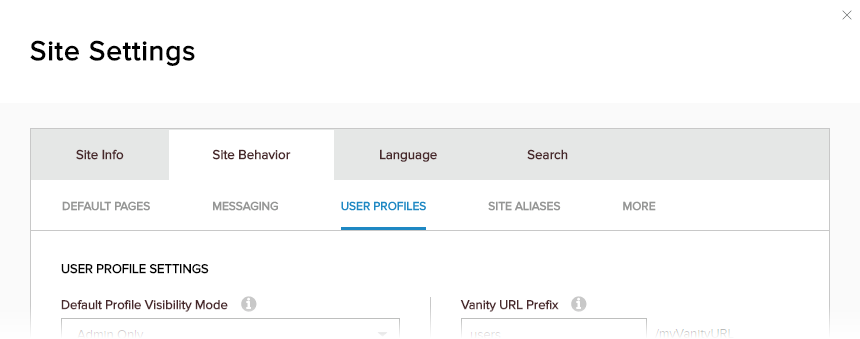 Site Settings
Site Info Site Behavior Language Search
DEFAULT PAGES MESSAGING USER PROFILES SITE ALIASES MORE
USER PROFILE SETTINGS
Default Profile Visibility Mode Vanity URL Prefix
Admin Only users /myVanityURL